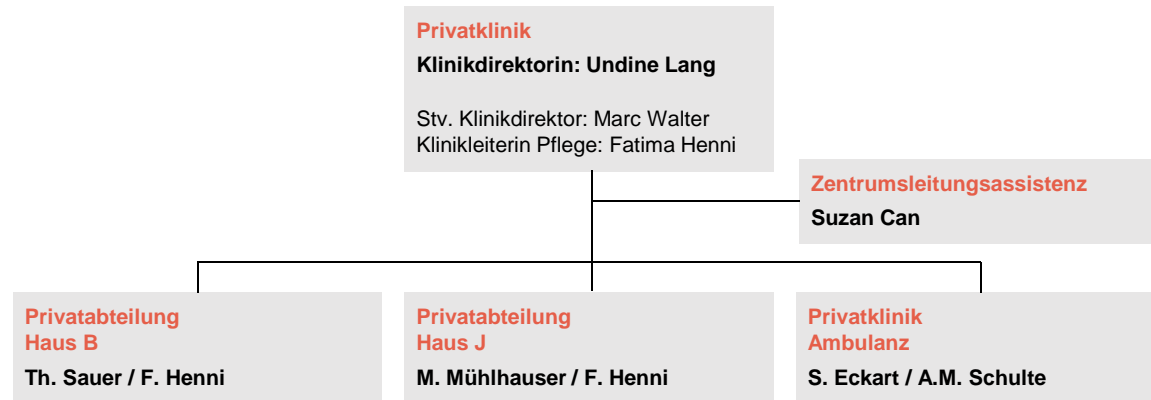 Privatklinik
Klinikdirektorin: Undine Lang
Stv. Klinikdirektor: Marc Walter
Klinikleiterin Pflege: Fatima Henni
Zentrumsleitungsassistenz
Suzan Can
Privatabteilung
Haus B
Th. Sauer / F. Henni
Privatabteilung
Haus J
M. Mühlhauser / F. Henni
Privatklinik
Ambulanz
S. Eckart / A.M. Schulte